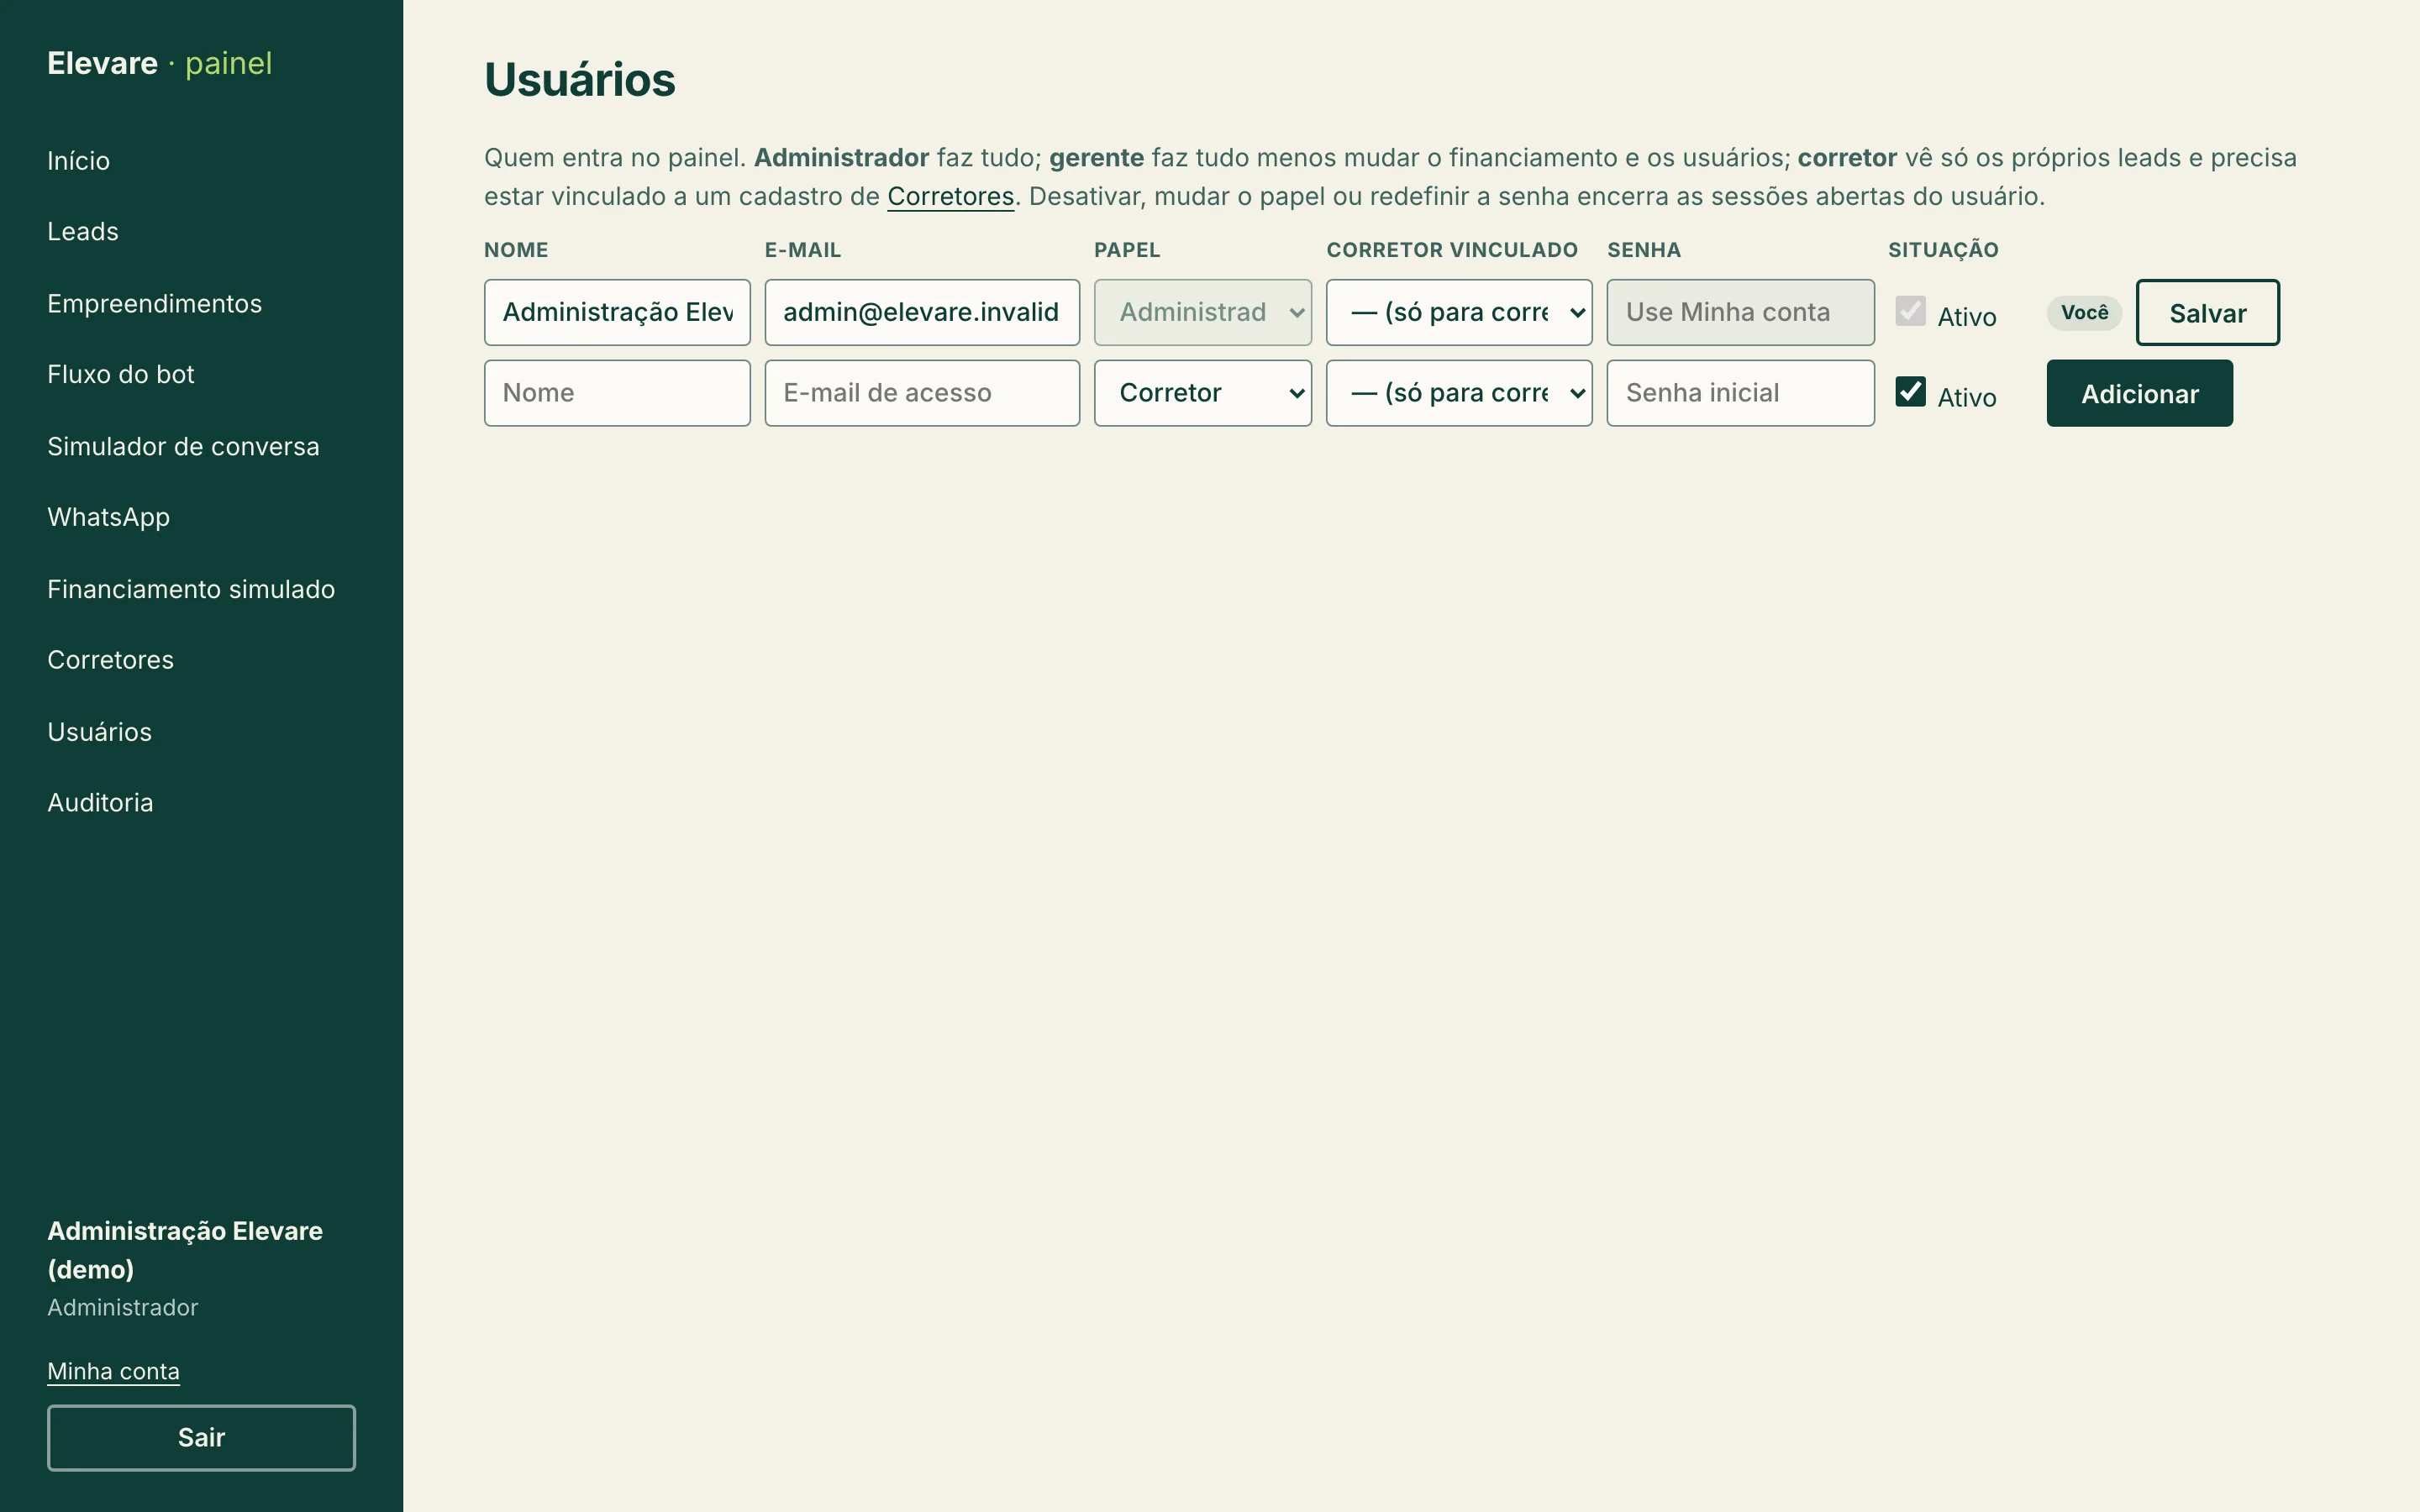 Elevare · painel
Início
Leads
Empreendimentos
Fluxo do bot
Simulador de conversa
WhatsApp
Financiamento simulado
Corretores
Usuários
Auditoria
Administração Elevare
(demo)
Administrador
Minha conta
Sair
Usuários
Quem entra no painel. Administrador faz tudo; gerente faz tudo menos mudar o financiamento e os usuários; corretor vê só os próprios leads e precisa
estar vinculado a um cadastro de Corretores. Desativar, mudar o papel ou redefinir a senha encerra as sessões abertas do usuário.
NOME E-MAIL PAPEL CORRETOR VINCULADO SENHA SITUAÇÃO
Administração Elev admin@elevare.invalid Administrad — (só para corre Use Minha conta Ativo Você Salvar
Nome E-mail de acesso Corretor — (só para corre Senha inicial Ativo Adicionar